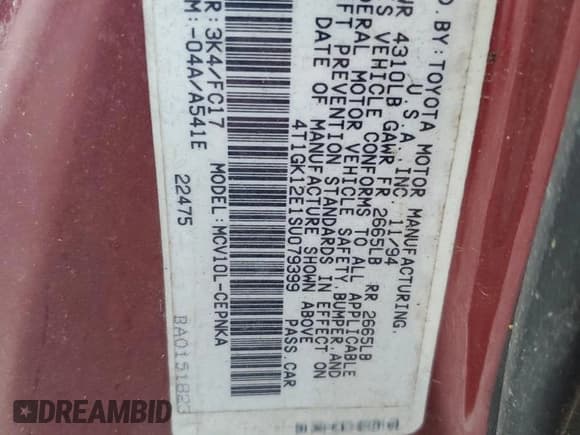 D. BY: TOYOTA MOTOR MANUFACTURING,
U.S.A., INC. 11/94
WR 4310LB GAWR FR 2665LB RR 2665LB
S VEHICLE CONFORMS TO ALL APPLICABLE
DERAL MOTOR VEHICLE SAFETY, BUMPER, AND
FT PREVENTION STANDARDS IN EFFECT ON
DATE OF MANUFACTURE SHOWN ABOVE
4T1GK12E1SU079399 PASS.CAR
R: 3K4/FC17 MODEL: MCV10L-CEPNKA
M: -04A/A541E
22475
BA0151823
DREAMBID